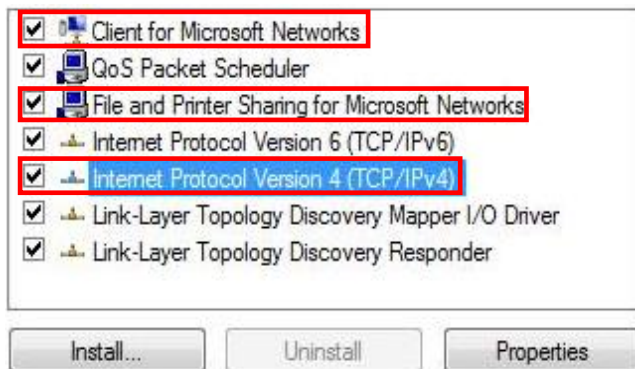 Client for Microsoft Networks
QoS Packet Scheduler
File and Printer Sharing for Microsoft Networks
Internet Protocol Version 6 (TCP/IPv6)
Internet Protocol Version 4 (TCP/IPv4)
Link-Layer Topology Discovery Mapper I/O Driver
Link-Layer Topology Discovery Responder
Install... Uninstall Properties